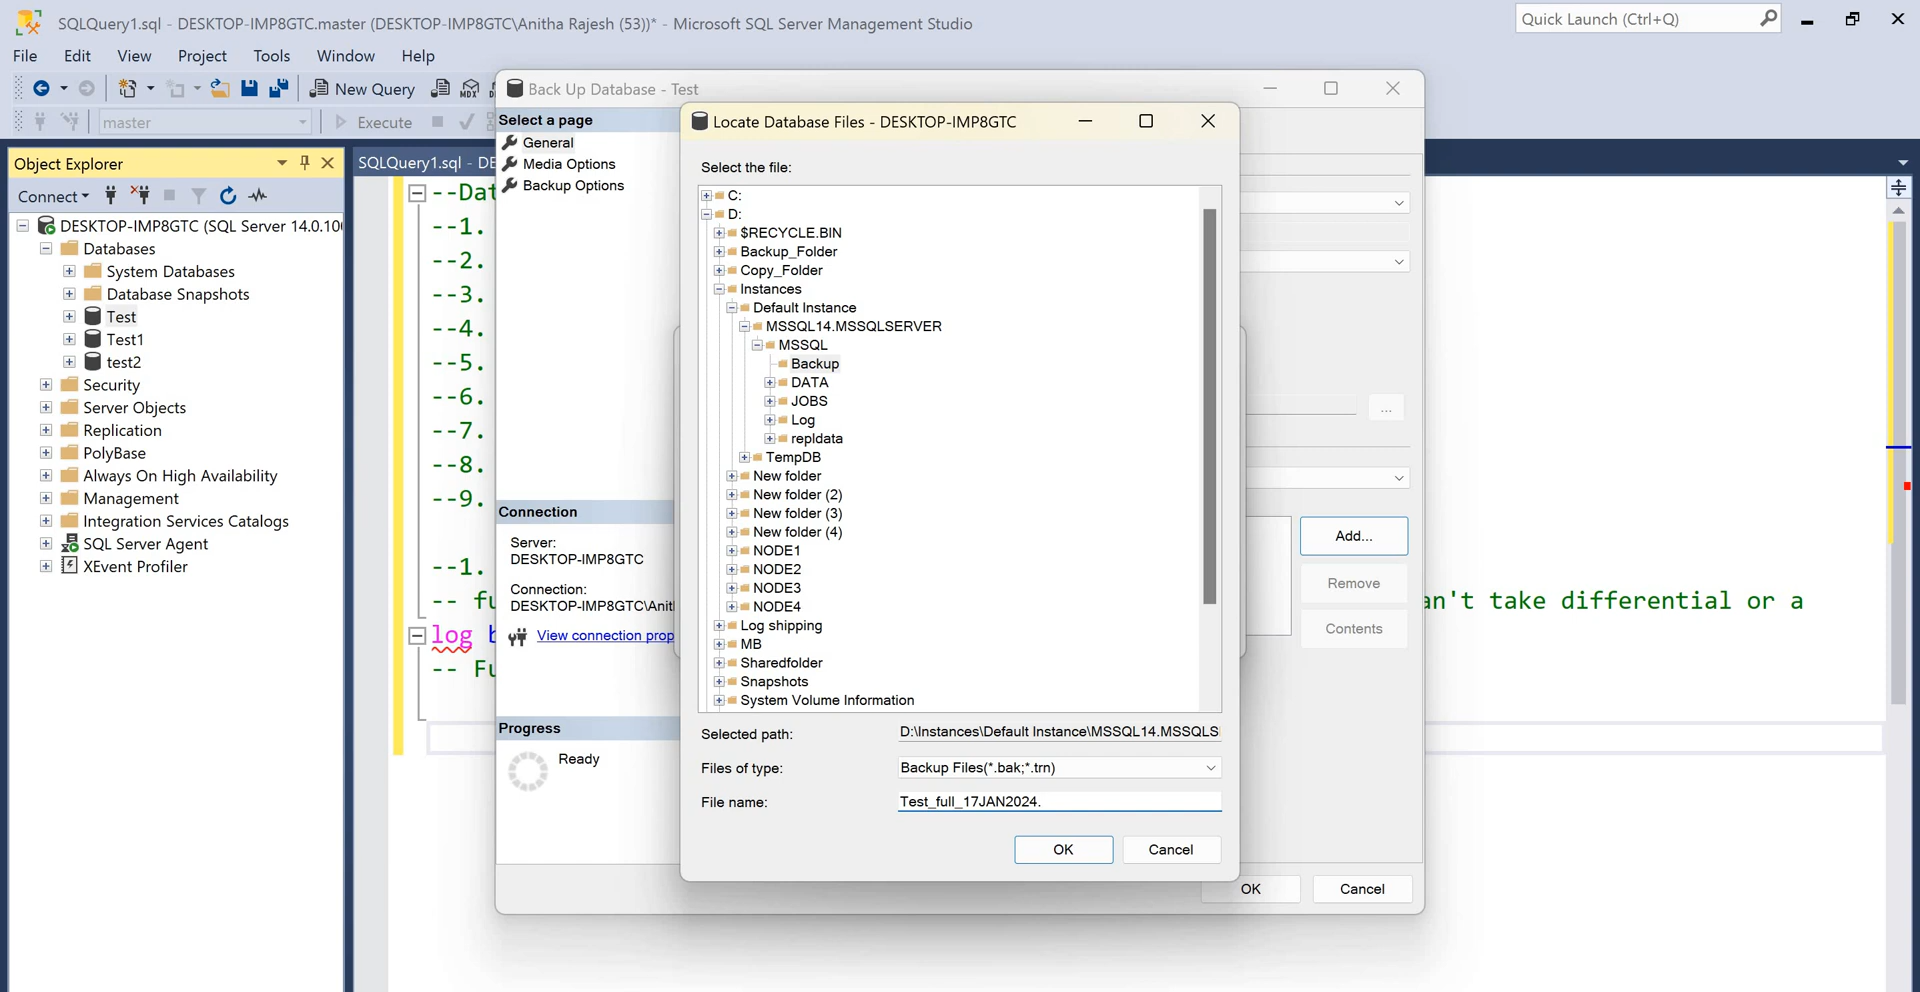 SQLQuery1.sql - DESKTOP-IMP8GTC.master (DESKTOP-IMP8GTC\Anitha Rajesh (53))* - Microsoft SQL Server Management Studio
Quick Launch (Ctrl+Q)
File Edit View Project Tools Window Help
New Query
MDX
master
Execute
Object Explorer
Connect
DESKTOP-IMP8GTC (SQL Server 14.0.10
Databases
System Databases
Database Snapshots
Test
Test1
test2
Security
Server Objects
Replication
PolyBase
Always On High Availability
Management
Integration Services Catalogs
SQL Server Agent
XEvent Profiler
SQLQuery1.sql - DE
--Dat
--1.
--2.
--3.
--4.
--5.
--6.
--7.
--8.
--9.
--1.
-- fu
an't take differential or a
log b
-- Fu
Back Up Database - Test
Select a page
General
Media Options
Backup Options
Connection
Server:
DESKTOP-IMP8GTC
Connection:
DESKTOP-IMP8GTC\Anit
View connection prop
Progress
Ready
...
Add...
Remove
Contents
OK
Cancel
Locate Database Files - DESKTOP-IMP8GTC
Select the file:
C:
D:
$RECYCLE.BIN
Backup_Folder
Copy_Folder
Instances
Default Instance
MSSQL14.MSSQLSERVER
MSSQL
Backup
DATA
JOBS
Log
repldata
TempDB
New folder
New folder (2)
New folder (3)
New folder (4)
NODE1
NODE2
NODE3
NODE4
Log shipping
MB
Sharedfolder
Snapshots
System Volume Information
Selected path: D:\Instances\Default Instance\MSSQL14.MSSQLS
Files of type: Backup Files(*.bak;*.trn)
File name: Test_full_17JAN2024.
OK
Cancel